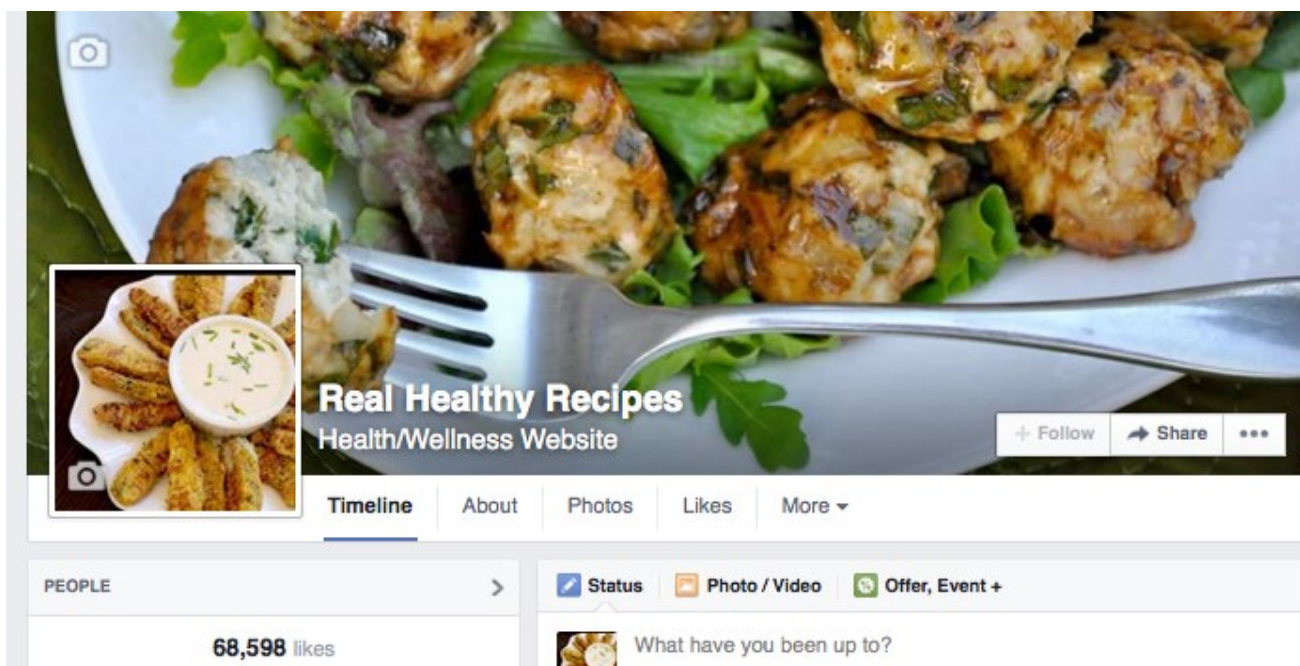 Real Healthy Recipes
Health/Wellness Website
+ Follow
Share
Timeline
About
Photos
Likes
More
PEOPLE
68,598 likes
Status
Photo / Video
Offer, Event +
What have you been up to?